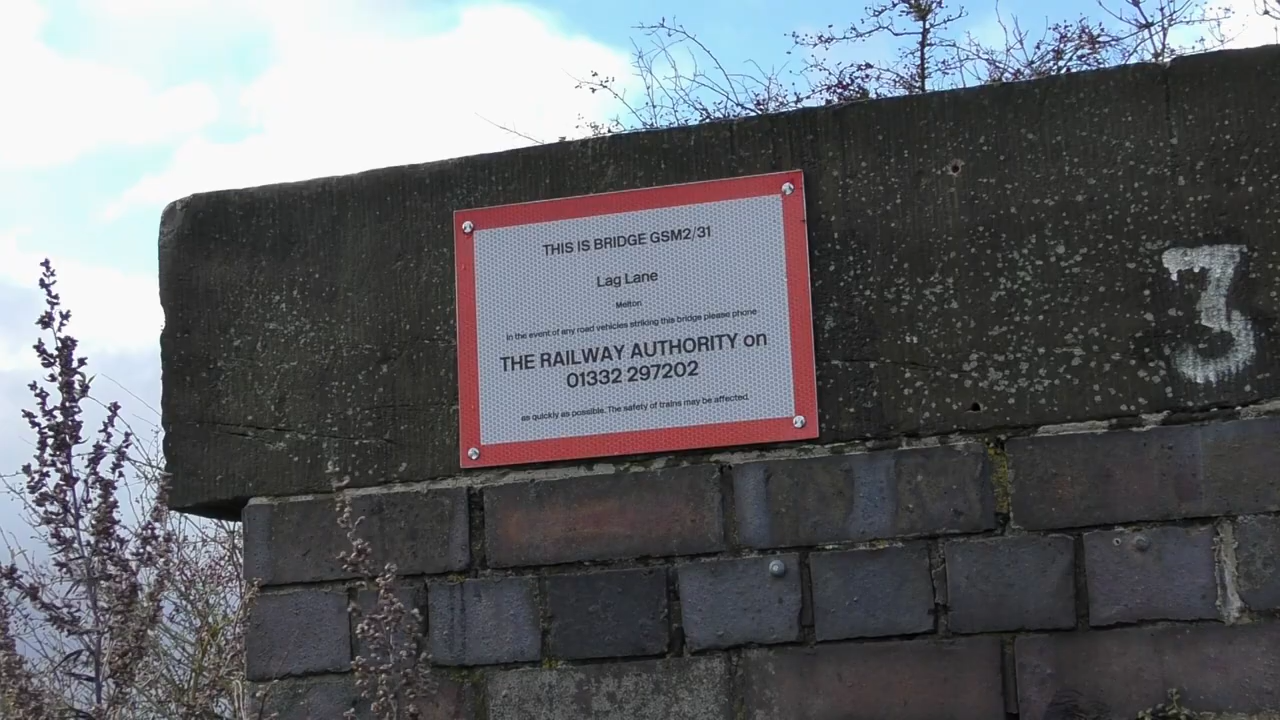 THIS IS BRIDGE GSM2/31
Lag Lane
Melton
In the event of any road vehicles striking this bridge please phone
THE RAILWAY AUTHORITY on
01332 297202
as quickly as possible. The safety of trains may be affected.
3